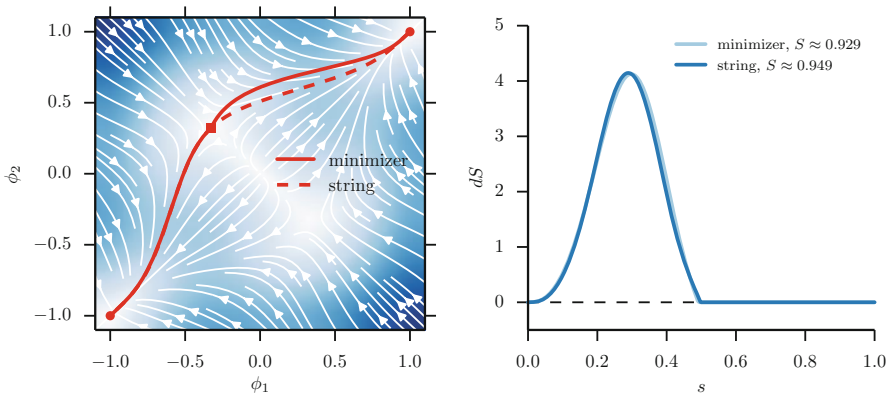 1.0
0.5
0.0
−0.5
−1.0
ϕ2
minimizer
string
−1.0 −0.5 0.0 0.5 1.0
ϕ1
5
4
3
2
1
0
dS
minimizer, S ≈ 0.929
string, S ≈ 0.949
0.0 0.2 0.4 0.6 0.8 1.0
s